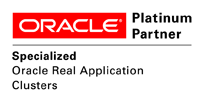 ORACLE
Platinum
Partner
Specialized
Oracle Real Application
Clusters